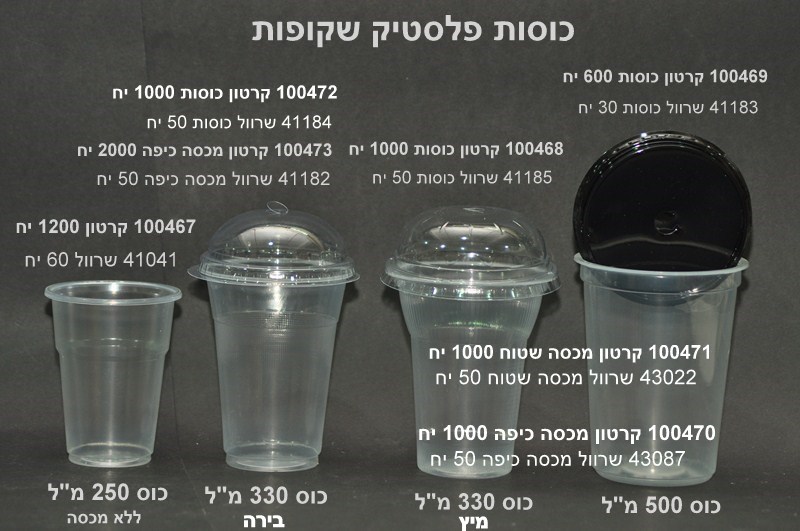 כוסות פלסטיק שקופות
100469 קרטון כוסות 600 יח
41183 שרוול כוסות 30 יח
100472 קרטון כוסות 1000 יח
41184 שרוול כוסות 50 יח
100473 קרטון מכסה כיפה 2000 יח
41182 שרוול מכסה כיפה 50 יח
100468 קרטון כוסות 1000 יח
41185 שרוול כוסות 50 יח
100467 קרטון 1200 יח
41041 שרוול 60 יח
100471 קרטון מכסה שטוח 1000 יח
43022 שרוול מכסה שטוח 50 יח
100470 קרטון מכסה כיפה 1000 יח
43087 שרוול מכסה כיפה 50 יח
כוס 500 מ"ל
כוס 330 מ"ל
מיץ
כוס 330 מ"ל
בירה
כוס 250 מ"ל
ללא מכסה